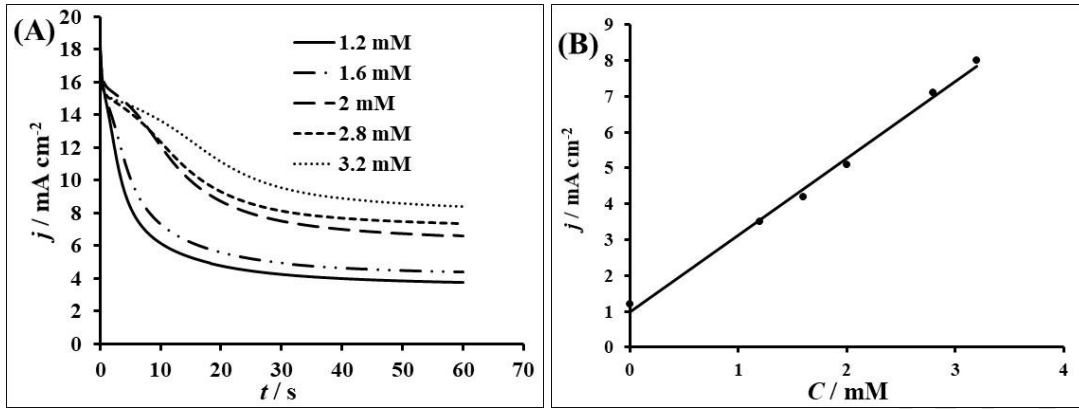 (A)
20
18
16
14
12
10
8
6
4
2
0
j / mA cm-2
0 10 20 30 40 50 60 70
t / s
1.2 mM
1.6 mM
2 mM
2.8 mM
3.2 mM
(B)
9
8
7
6
5
4
3
2
1
0
j / mA cm-2
0 1 2 3 4
C / mM